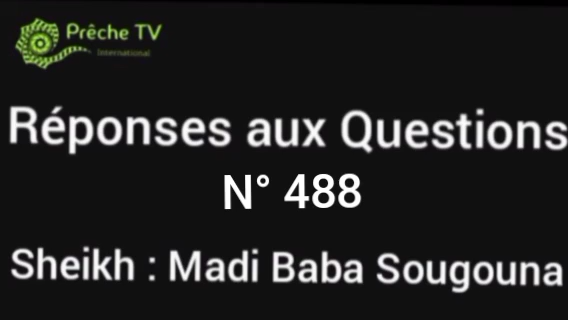 Prêche TV
International
Réponses aux Questions
N° 488
Sheikh : Madi Baba Sougouna